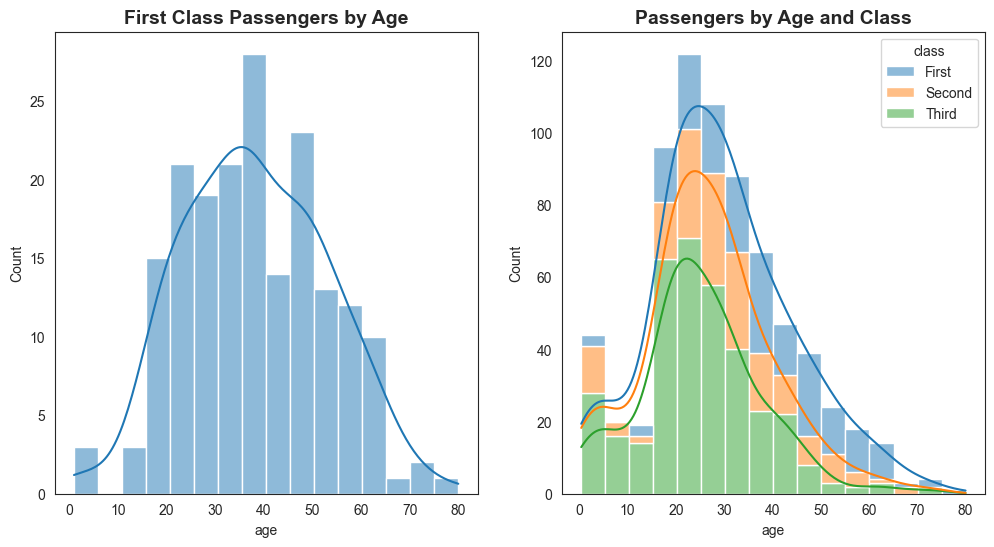 First Class Passengers by Age
25
20
15
10
5
0
Count
0 10 20 30 40 50 60 70 80
age
Passengers by Age and Class
120
100
80
60
40
20
0
Count
0 10 20 30 40 50 60 70 80
age
class
First
Second
Third